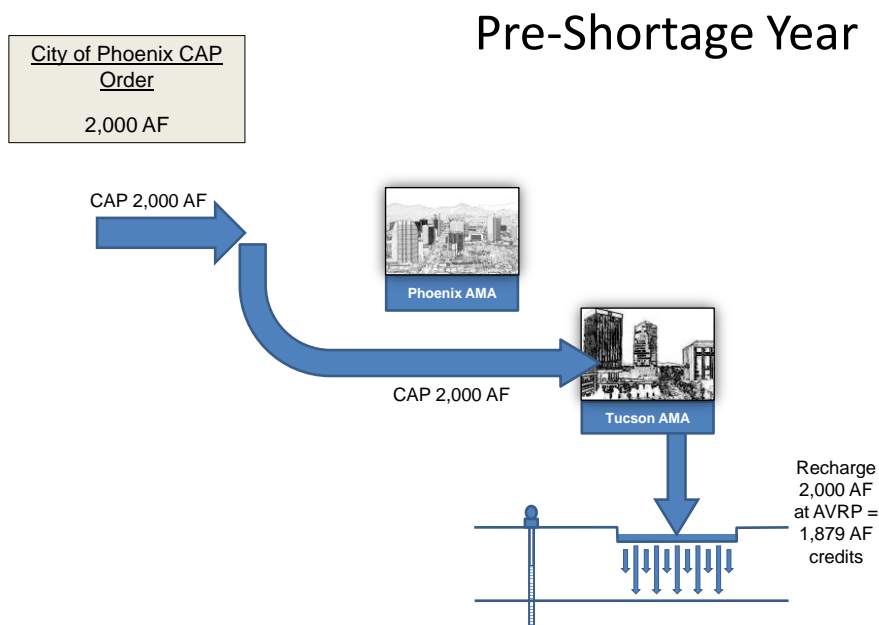 Pre-Shortage Year
City of Phoenix CAP
Order
2,000 AF
CAP 2,000 AF
Phoenix AMA
CAP 2,000 AF
Tucson AMA
Recharge
2,000 AF
at AVRP =
1,879 AF
credits